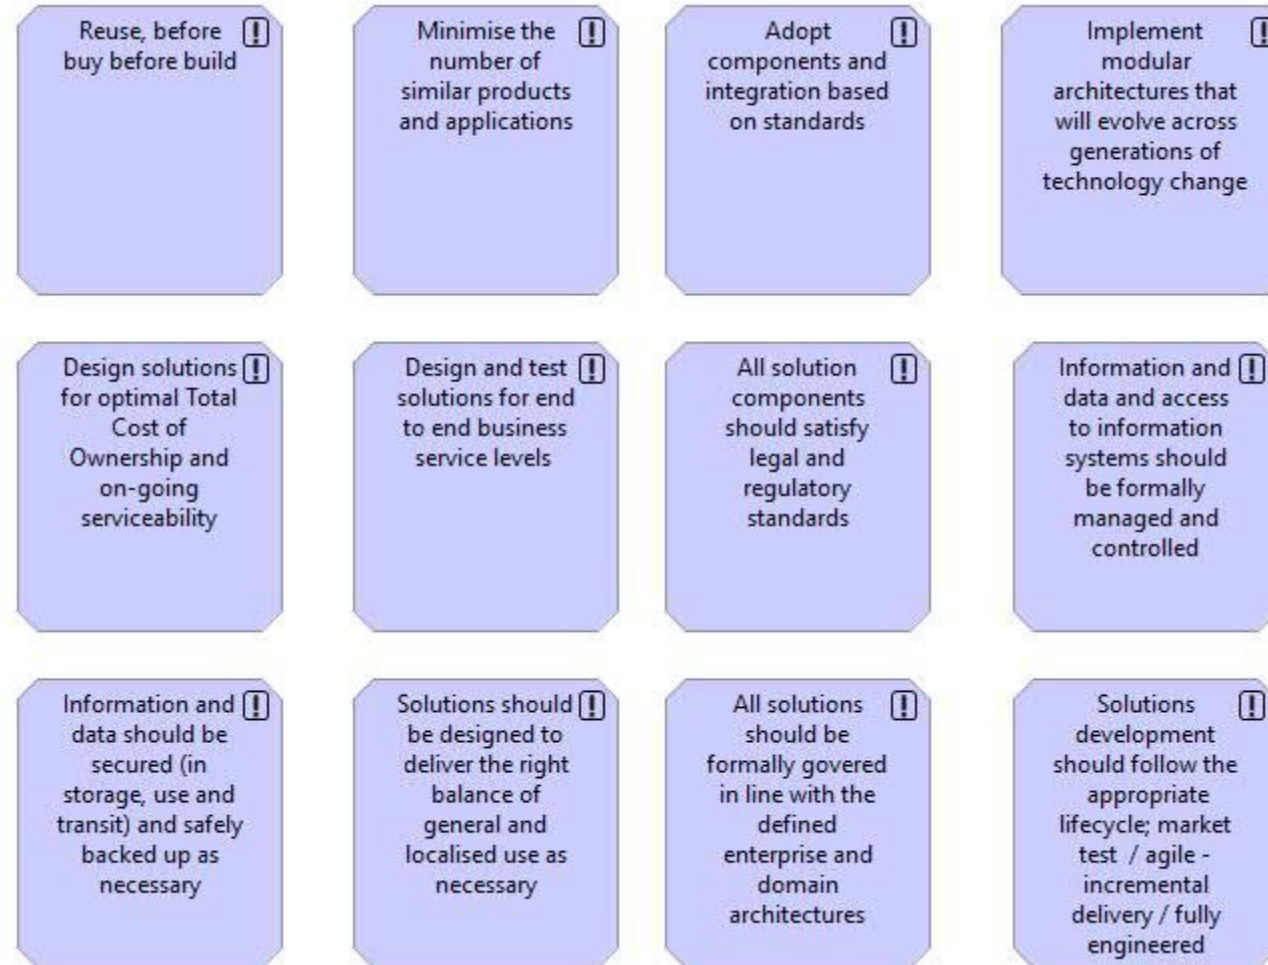 Reuse, before
buy before build
Minimise the
number of
similar products
and applications
Adopt
components and
integration based
on standards
Implement
modular
architectures that
will evolve across
generations of
technology change
Design solutions
for optimal Total
Cost of
Ownership and
on-going
serviceability
Design and test
solutions for end
to end business
service levels
All solution
components
should satisfy
legal and
regulatory
standards
Information and
data and access
to information
systems should
be formally
managed and
controlled
Information and
data should be
secured (in
storage, use and
transit) and safely
backed up as
necessary
Solutions should
be designed to
deliver the right
balance of
general and
localised use as
necessary
All solutions
should be
formally govered
in line with the
defined
enterprise and
domain
architectures
Solutions
development
should follow the
appropriate
lifecycle; market
test / agile -
incremental
delivery / fully
engineered